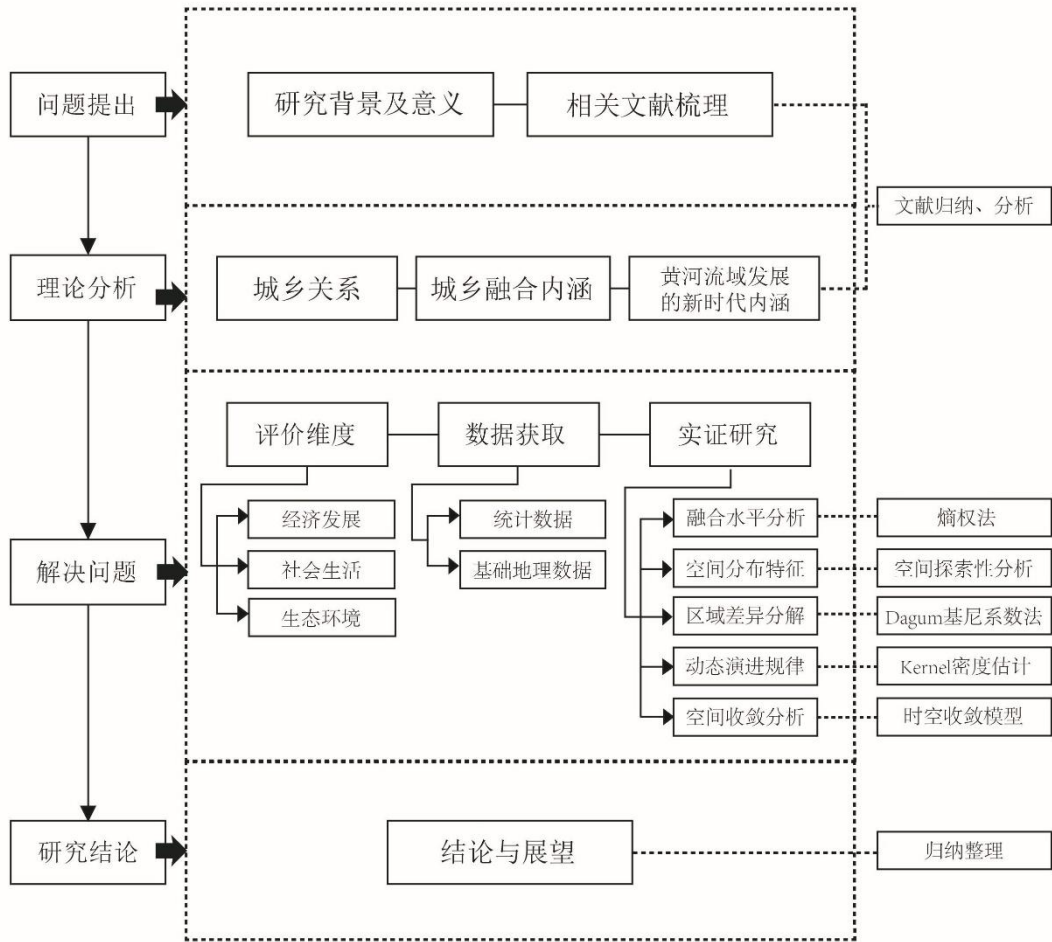 问题提出
研究背景及意义
相关文献梳理
文献归纳、分析
理论分析
城乡关系
城乡融合内涵
黄河流域发展
的新时代内涵
解决问题
评价维度
数据获取
实证研究
经济发展
社会生活
生态环境
统计数据
基础地理数据
融合水平分析
熵权法
空间分布特征
空间探索性分析
区域差异分解
Dagum基尼系数法
动态演进规律
Kernel密度估计
空间收敛分析
时空收敛模型
研究结论
结论与展望
归纳整理